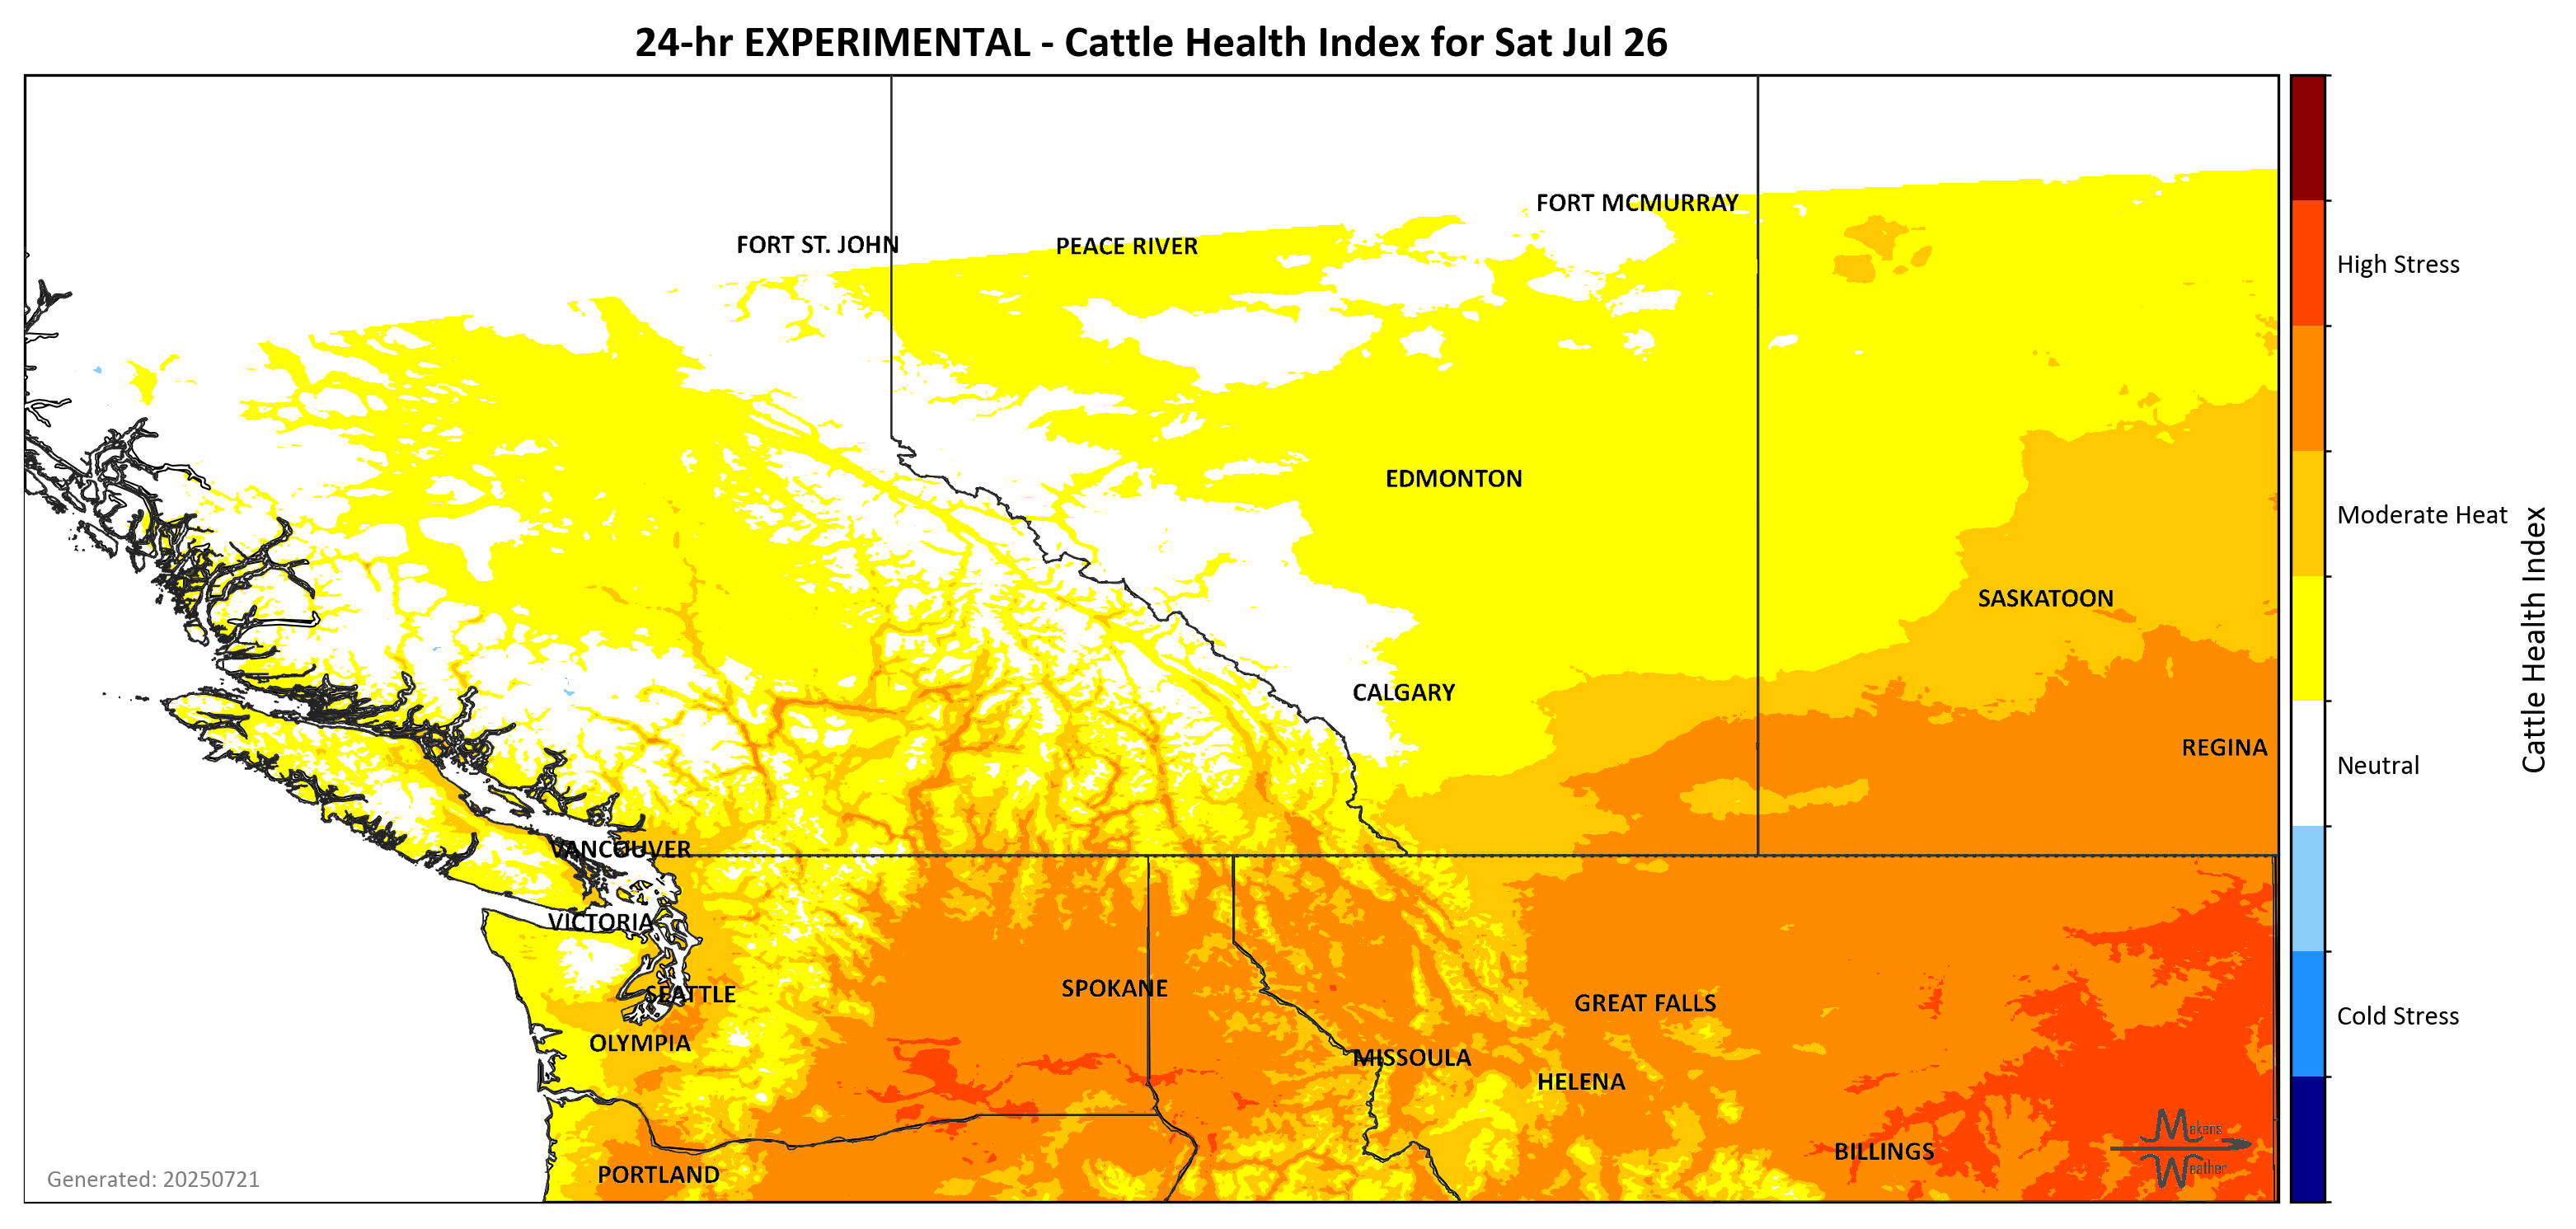 24-hr EXPERIMENTAL - Cattle Health Index for Sat Jul 26
FORT MCMURRAY
FORT ST. JOHN
PEACE RIVER
High Stress
EDMONTON
Moderate Heat
SASKATOON
CALGARY
REGINA
Neutral
Cattle Health Index
VANCOUVER
VICTORIA
SPOKANE
SEATTLE
GREAT FALLS
Cold Stress
OLYMPIA
MISSOULA
HELENA
Makens
Weather
BILLINGS
PORTLAND
Generated: 20250721